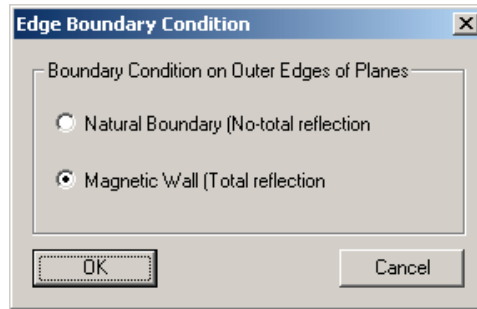 Edge Boundary Condition
Boundary Condition on Outer Edges of Planes
Natural Boundary (No-total reflection
Magnetic Wall (Total reflection
OK
Cancel